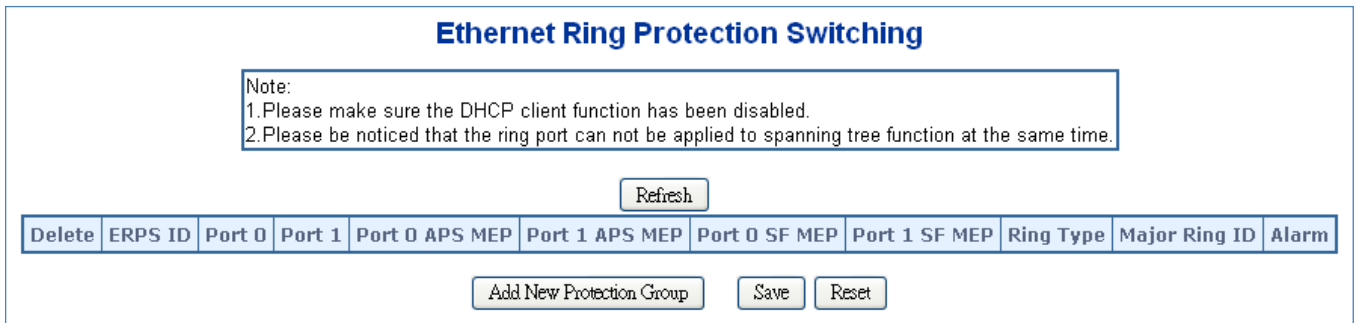 Ethernet Ring Protection Switching
Note:
1.Please make sure the DHCP client function has been disabled.
2.Please be noticed that the ring port can not be applied to spanning tree function at the same time.
Refresh
Delete ERPS ID Port 0 Port 1 Port 0 APS MEP Port 1 APS MEP Port 0 SF MEP Port 1 SF MEP Ring Type Major Ring ID Alarm
Add New Protection Group Save Reset